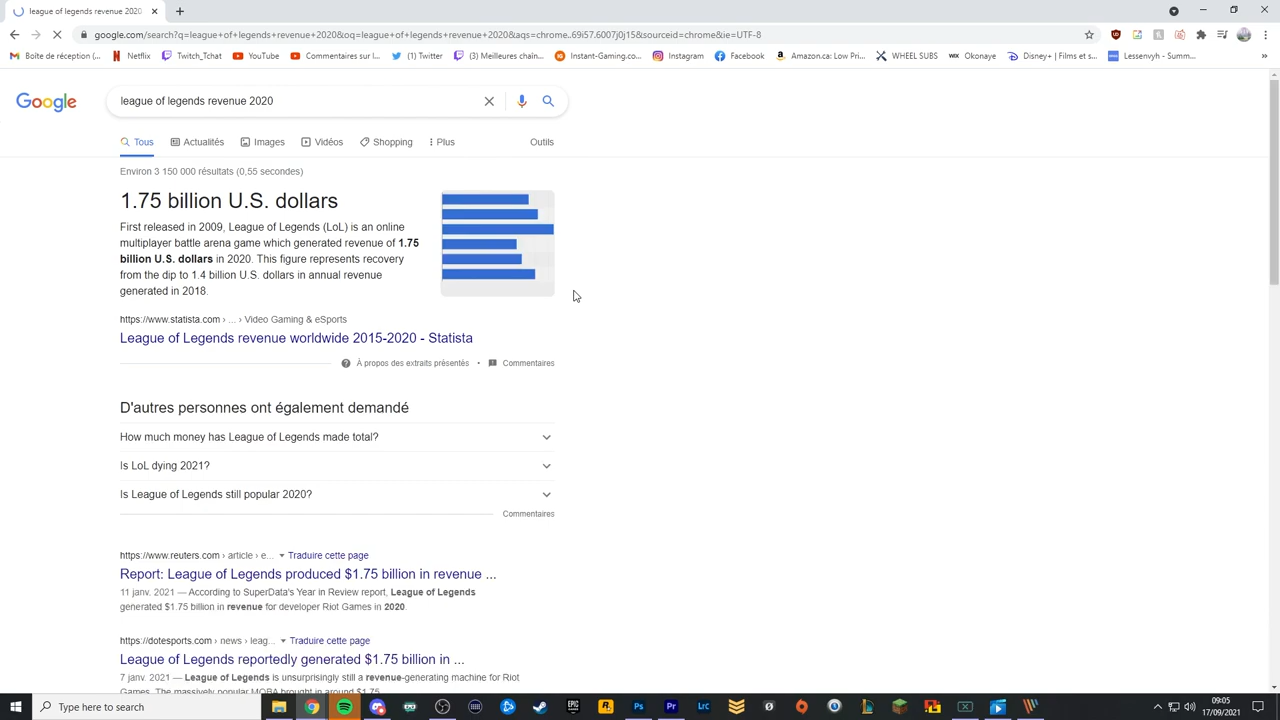 league of legends revenue 2020
google.com/search?q=league+of+legends+revenue+2020&oq=league+of+legends+revenue+2020&aqs=chrome..69i57.6007j0j15&sourceid=chrome&ie=UTF-8
Boîte de réception (... Netflix Twitch_Tchat YouTube Commentaires sur l... (1) Twitter (3) Meilleures chaîn... Instant-Gaming.co... Instagram Facebook Amazon.ca: Low Pri... WHEEL SUBS Okonaye Disney+ | Films et s... Lessenvyh - Summ... »
Google league of legends revenue 2020
Tous Actualités Images Vidéos Shopping Plus Outils
Environ 3 150 000 résultats (0,55 secondes)
1.75 billion U.S. dollars
First released in 2009, League of Legends (LoL) is an online
multiplayer battle arena game which generated revenue of 1.75
billion U.S. dollars in 2020. This figure represents recovery
from the dip to 1.4 billion U.S. dollars in annual revenue
generated in 2018.
https://www.statista.com › ... › Video Gaming & eSports
League of Legends revenue worldwide 2015-2020 - Statista
À propos des extraits présentés • Commentaires
D'autres personnes ont également demandé
How much money has League of Legends made total?
Is LoL dying 2021?
Is League of Legends still popular 2020?
Commentaires
https://www.reuters.com › article › e... Traduire cette page
Report: League of Legends produced $1.75 billion in revenue ...
11 janv. 2021 — According to SuperData's Year in Review report, League of Legends
generated $1.75 billion in revenue for developer Riot Games in 2020.
https://dotesports.com › news › leag... Traduire cette page
League of Legends reportedly generated $1.75 billion in ...
7 janv. 2021 — League of Legends is unsurprisingly still a revenue-generating machine for Riot
Games. The massively popular MOBA brought in around $1.75
Type here to search
09:05
17/09/2021